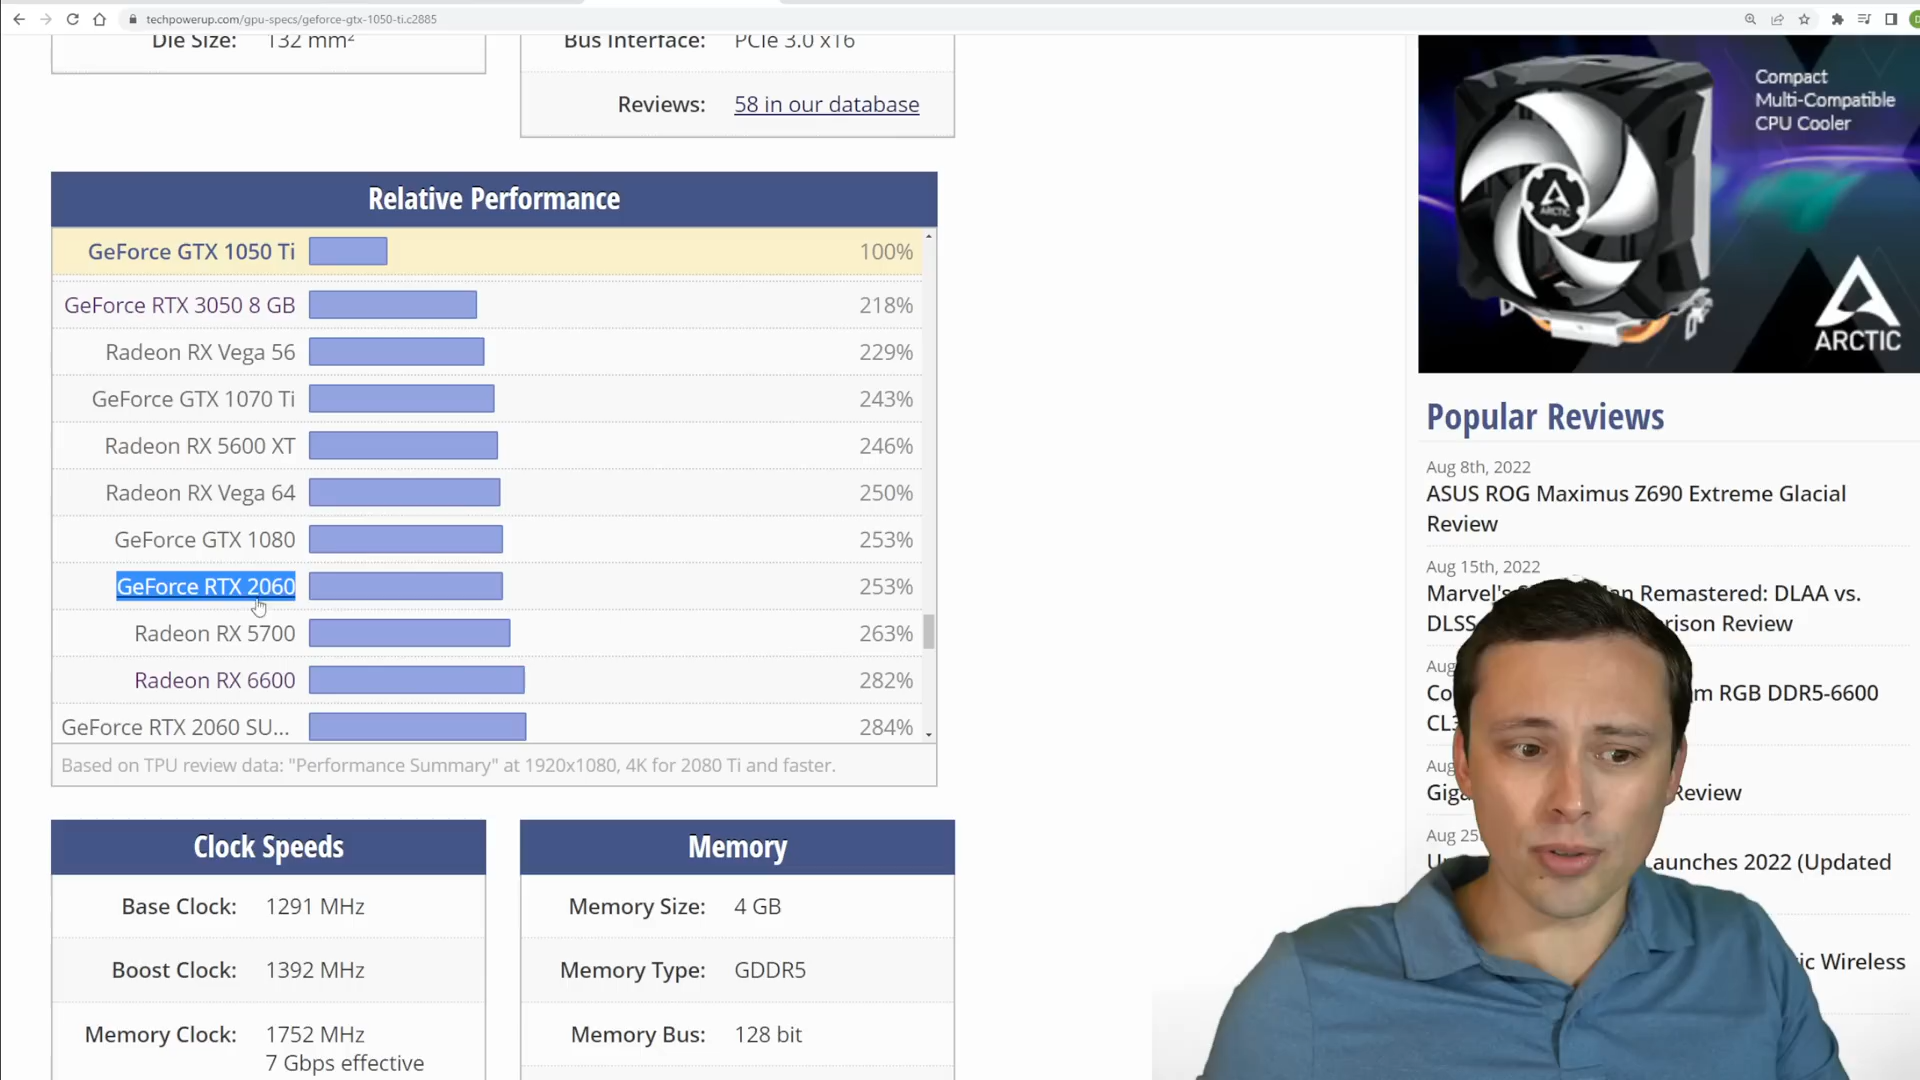 techpowerup.com/gpu-specs/geforce-gtx-1050-ti.c2885
Die Size: 132 mm²
Bus Interface: PCIe 3.0 x16
Reviews: 58 in our database
Relative Performance
GeForce GTX 1050 Ti 100%
GeForce RTX 3050 8 GB 218%
Radeon RX Vega 56 229%
GeForce GTX 1070 Ti 243%
Radeon RX 5600 XT 246%
Radeon RX Vega 64 250%
GeForce GTX 1080 253%
GeForce RTX 2060 253%
Radeon RX 5700 263%
Radeon RX 6600 282%
GeForce RTX 2060 SU... 284%
Based on TPU review data: "Performance Summary" at 1920x1080, 4K for 2080 Ti and faster.
Clock Speeds
Base Clock: 1291 MHz
Boost Clock: 1392 MHz
Memory Clock: 1752 MHz
7 Gbps effective
Memory
Memory Size: 4 GB
Memory Type: GDDR5
Memory Bus: 128 bit
Compact
Multi-Compatible
CPU Cooler
ARCTIC
ARCTIC
Popular Reviews
Aug 8th, 2022
ASUS ROG Maximus Z690 Extreme Glacial
Review
Aug 15th, 2022
Marvel's Remastered: DLAA vs.
DLSS Review
Aug
RGB DDR5-6600
Aug
Review
Aug 25
Launches 2022 (Updated
Wireless